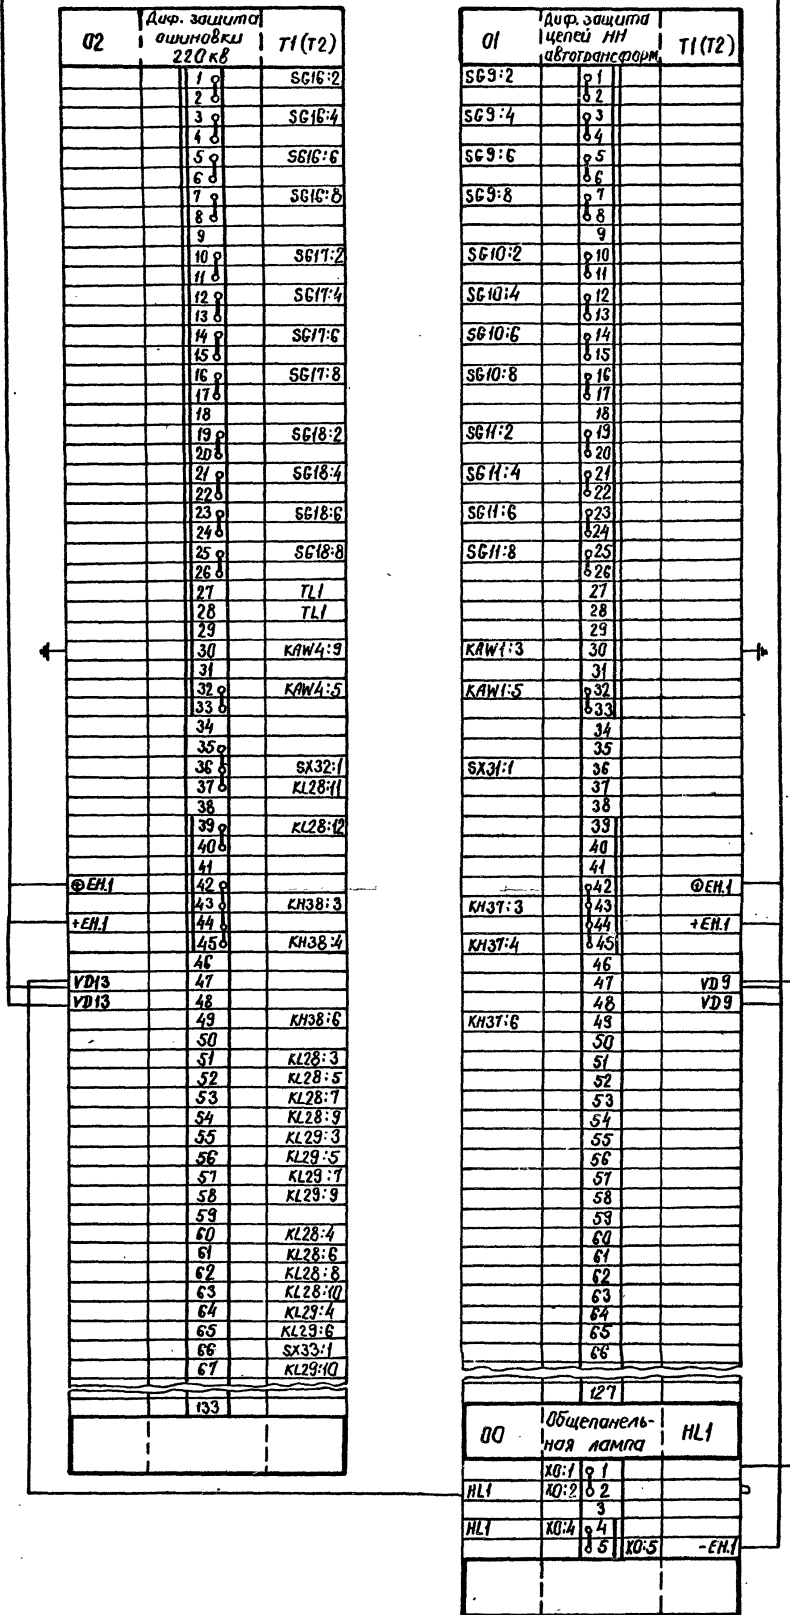 02 Диф. защита ошиновки 220 кВ T1(T2)
1 SG16:2
2
3 SG16:4
4
5 SG16:6
6
7 SG16:8
8
9
10 SG17:2
11
12 SG17:4
13
14 SG17:6
15
16 SG17:8
17
18
19 SG18:2
20
21 SG18:4
22
23 SG18:6
24
25 SG18:8
26
27 TL1
28 TL1
29
30 KAW4:9
31
32 KAW4:5
33
34
35
36 SX32:1
37 KL28:11
38
39 KL28:12
40
41
⊕EH.1 42
43 KH38:3
+EH.1 44
45 KH38:4
46
VD13 47
VD13 48
49 KH38:6
50
51 KL28:3
52 KL28:5
53 KL28:7
54 KL28:9
55 KL29:3
56 KL29:5
57 KL29:7
58 KL29:9
59
60 KL28:4
61 KL28:6
62 KL28:8
63 KL28:10
64 KL29:4
65 KL29:6
66 SX33:1
67 KL29:10
133
01 Диф. защита цепей НН автотрансформ T1(T2)
SG9:2 1
2
SG9:4 3
4
SG9:6 5
6
SG9:8 7
8
9
SG10:2 10
11
SG10:4 12
13
SG10:6 14
15
SG10:8 16
17
18
SG11:2 19
20
SG11:4 21
22
SG11:6 23
24
SG11:8 25
26
27
28
29
KAW1:3 30
31
KAW1:5 32
33
34
35
SX31:1 36
37
38
39
40
41
42 ⊕EH.1
KH37:3 43
44 +EH.1
KH37:4 45
46
47 VD9
48 VD9
KH37:6 49
50
51
52
53
54
55
56
57
58
59
60
61
62
63
64
65
66
127
00 Общепанель- ная лампа HL1
X0:1 1
HL1 X0:2 2
3
HL1 X0:4 4
5 X0:5 -EH.1